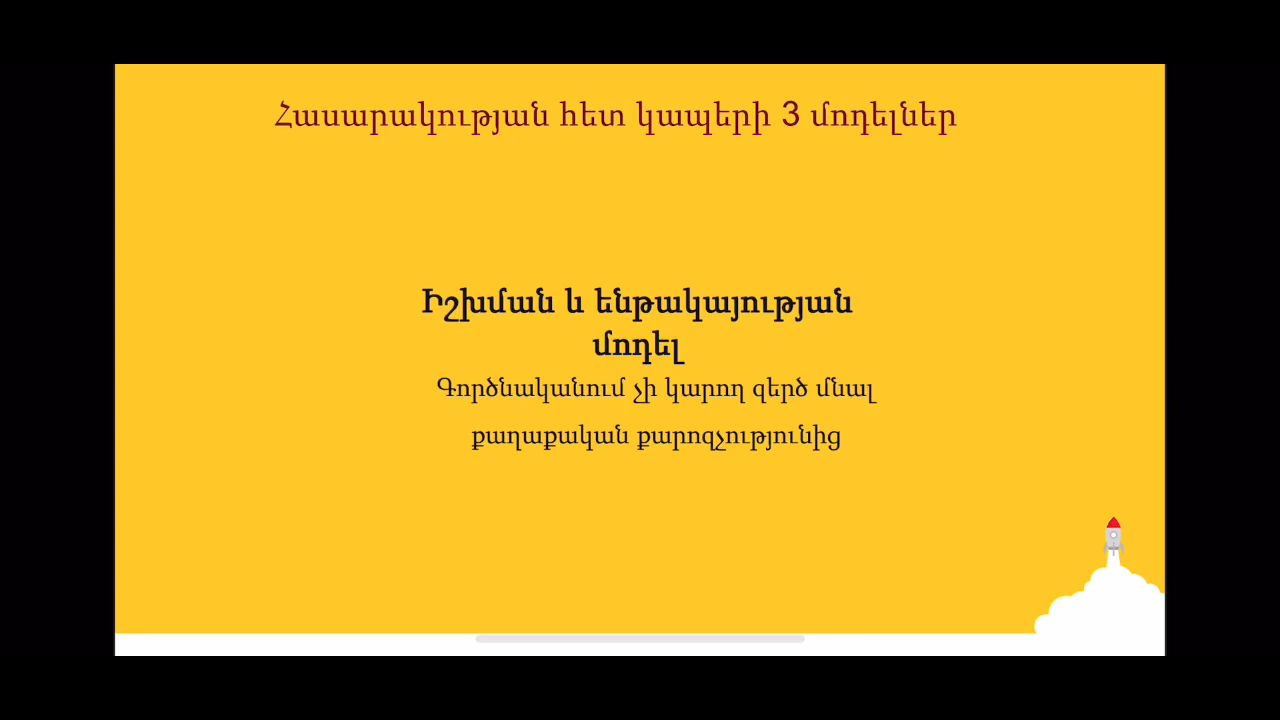 Հասարակության հետ կապերի 3 մոդելներ
Իշխման և ենթակայության
մոդել
Գործնականում չի կարող զերծ մնալ
քաղաքական քարոզչությունից